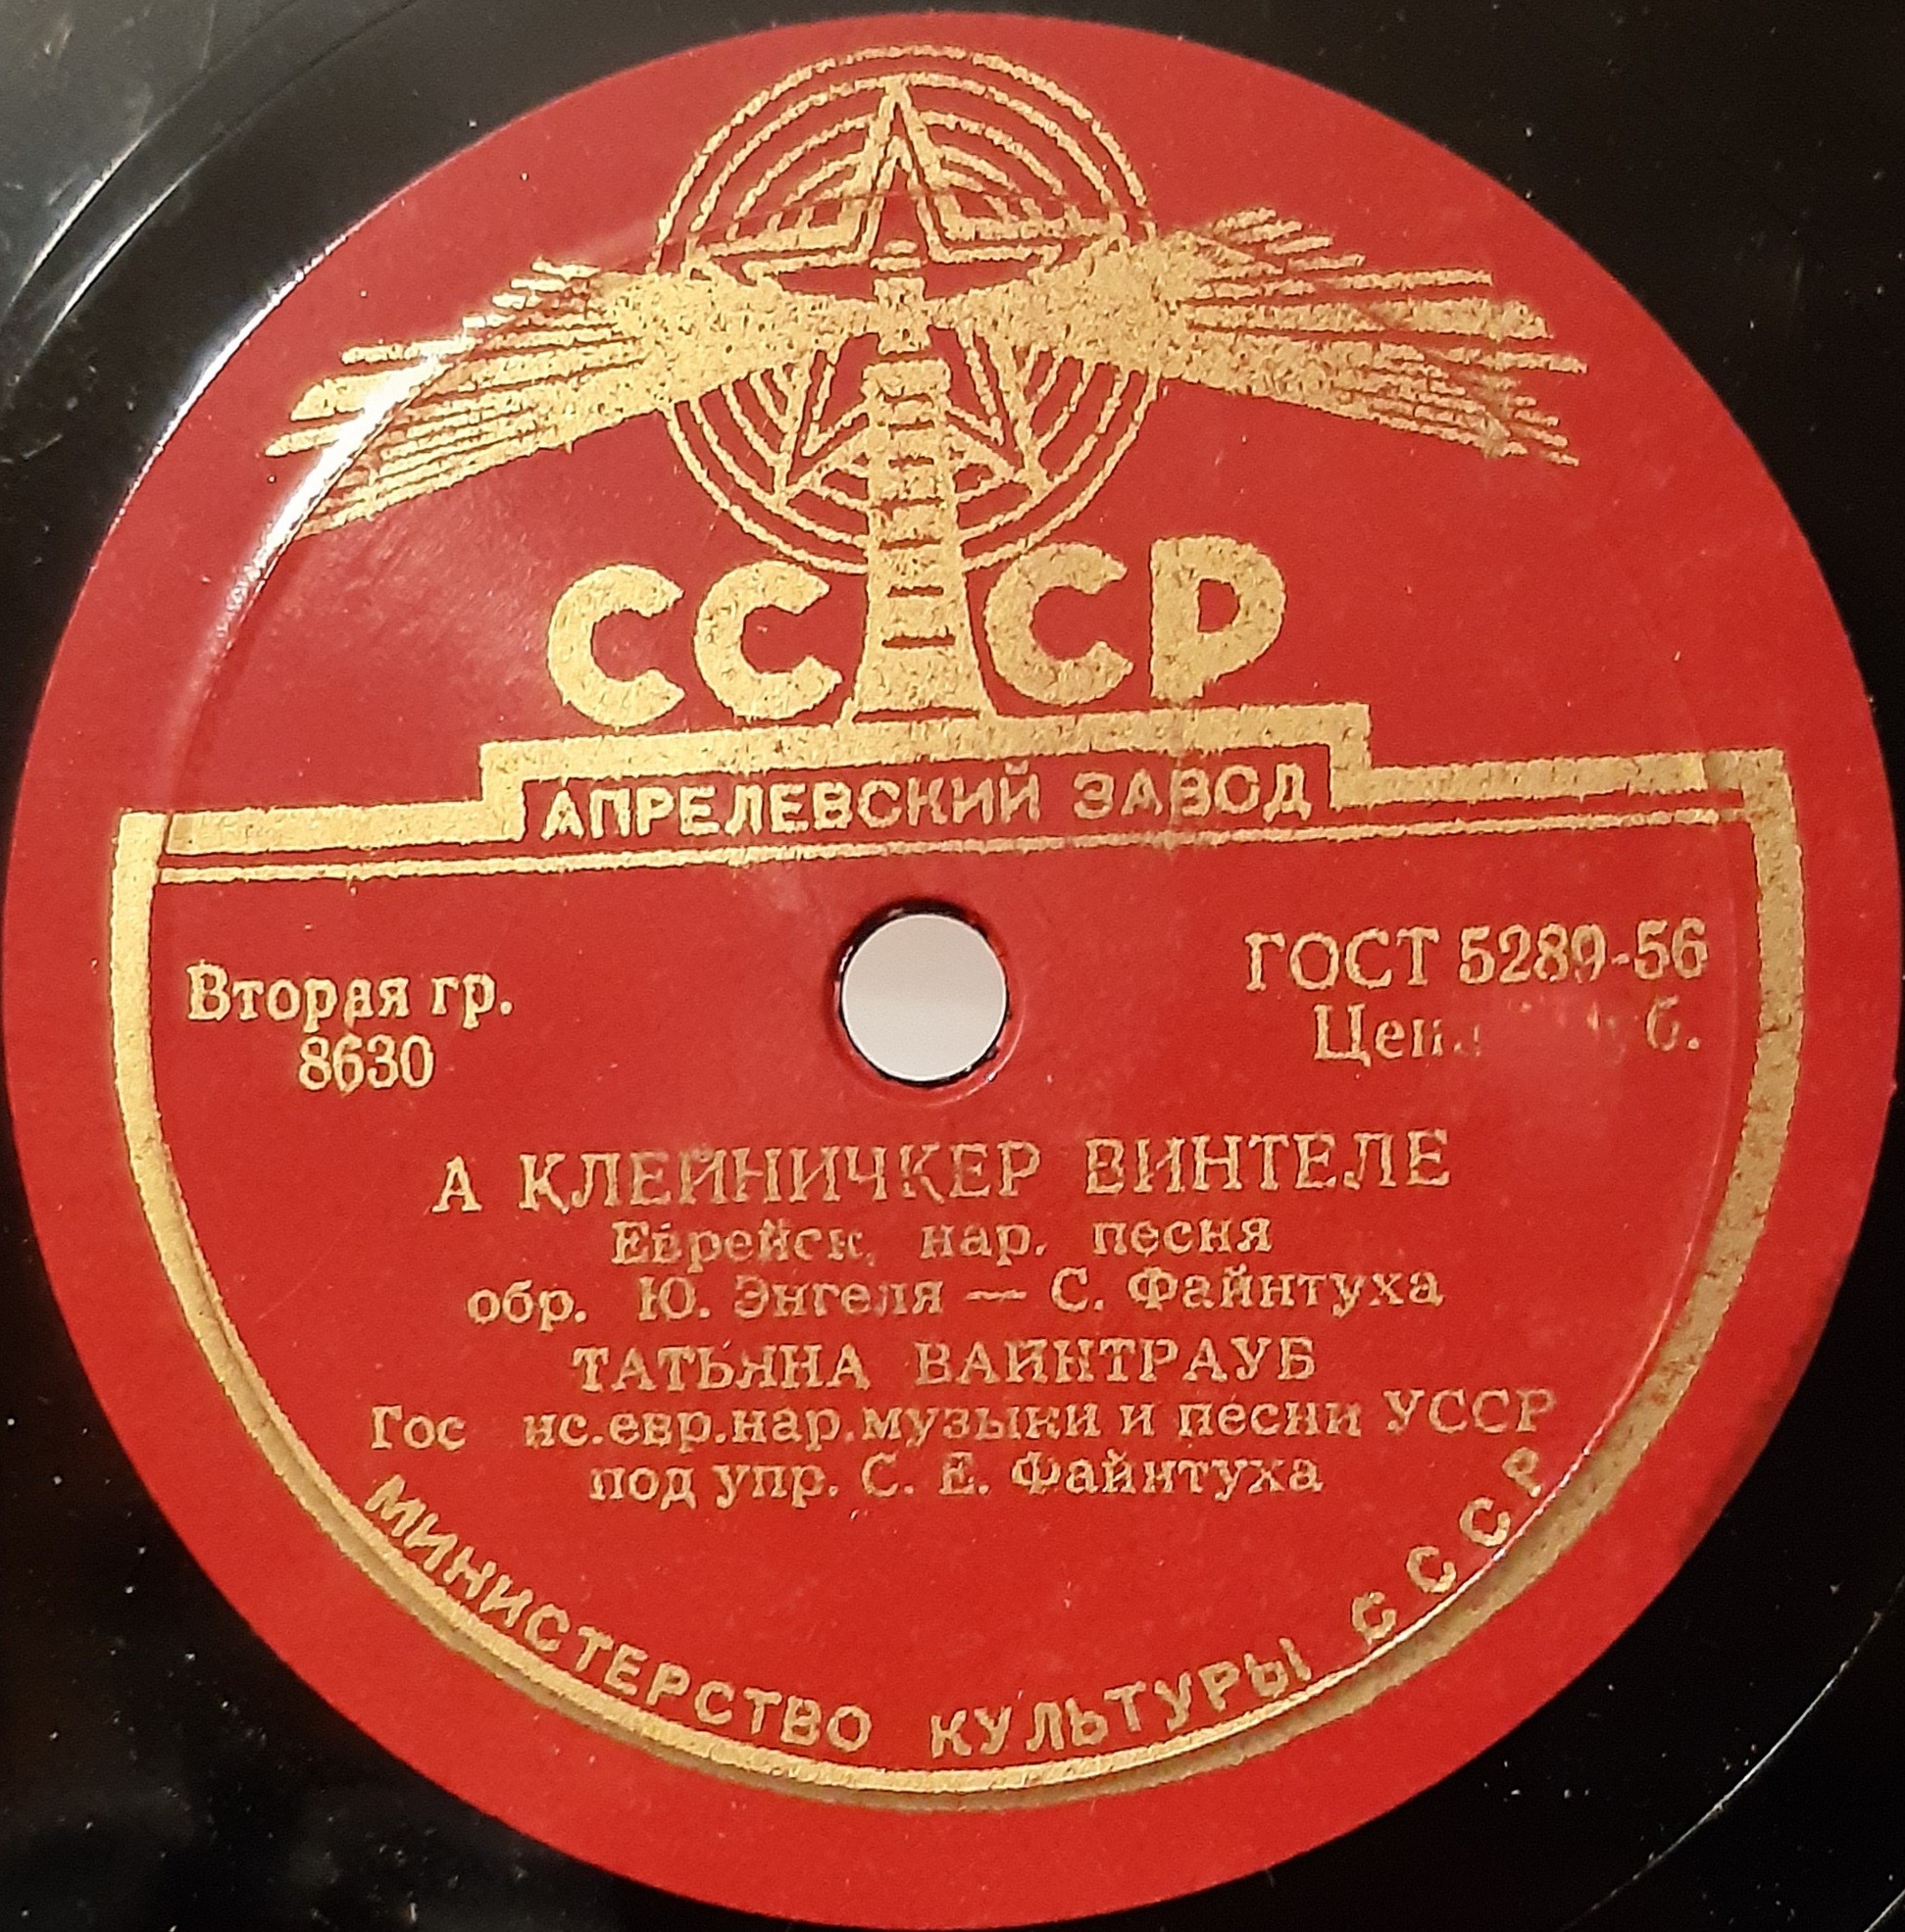 СССР
АПРЕЛЕВСКИЙ ЗАВОД
Вторая гр.
8630
ГОСТ 5289-56
А КЛЕЙНИЧКЕР ВИНТЕЛЕ
Еврейск. нар. песня
обр. Ю. Энгеля — С. Файнтуха
ТАТЬЯНА ВАЙНТРАУБ
Гос нс.евр.нар.музыки и песни УССР
под упр. С. Е. Файнтуха
МИНИСТЕРСТВО КУЛЬТУРЫ СССР